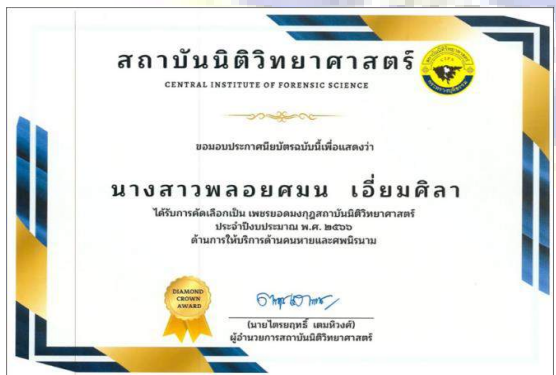 สถาบันนิติวิทยาศาสตร์
CENTRAL INSTITUTE OF FORENSIC SCIENCE
ขอมอบประกาศนียบัตรฉบับนี้เพื่อแสดงว่า
นางสาวพลอยศมน เอี่ยมศิลา
ได้รับการคัดเลือกเป็น เพชรยอดมงกุฎสถาบันนิติวิทยาศาสตร์
ประจำปีงบประมาณ พ.ศ. ๒๕๖๖
ด้านการให้บริการด้านคนหายและศพนิรนาม
DIAMOND
CROWN
AWARD
(นายไตรยฤทธิ์ เตมหิวงศ์)
ผู้อำนวยการสถาบันนิติวิทยาศาสตร์